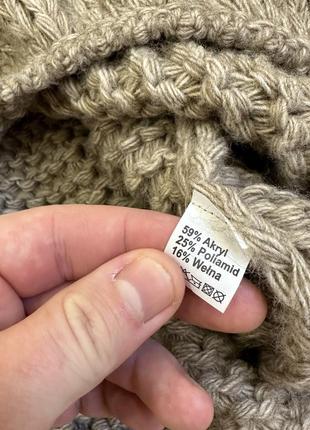 59% Akryl
25% Poliamid
16% Wełna